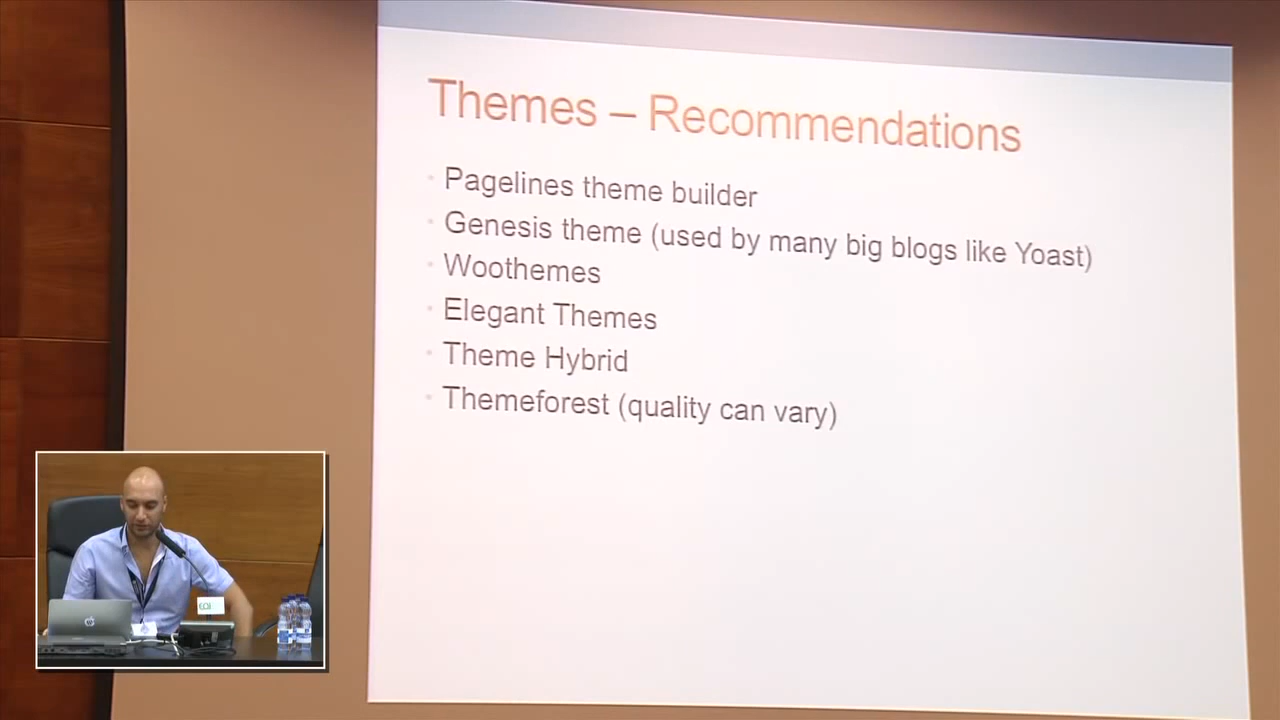 Themes – Recommendations
Pagelines theme builder
Genesis theme (used by many big blogs like Yoast)
Woothemes
Elegant Themes
Theme Hybrid
Themeforest (quality can vary)
EOI